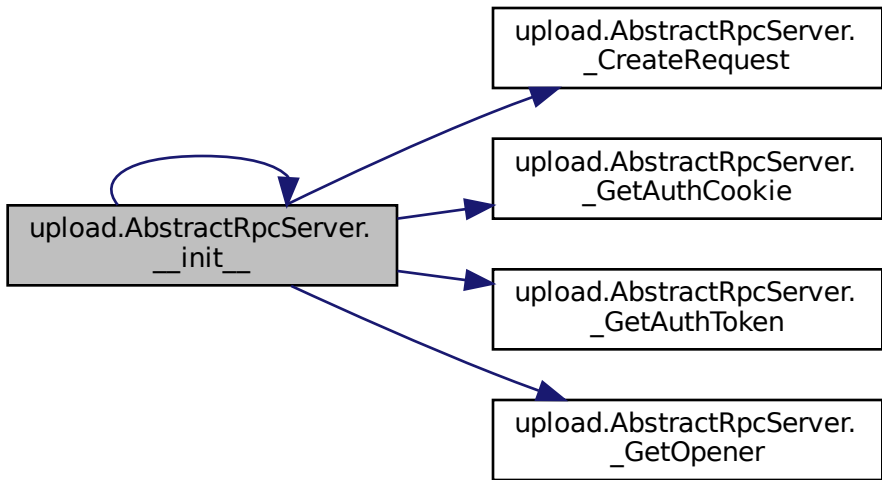 upload.AbstractRpcServer.
_CreateRequest
upload.AbstractRpcServer.
_GetAuthCookie
upload.AbstractRpcServer.
__init__
upload.AbstractRpcServer.
_GetAuthToken
upload.AbstractRpcServer.
_GetOpener